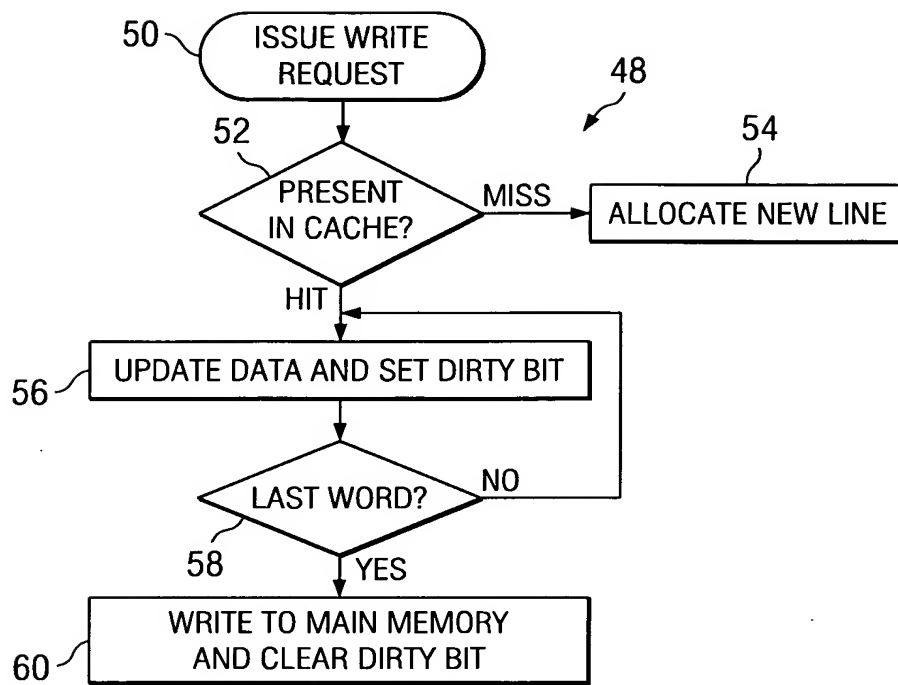 50
ISSUE WRITE
REQUEST
48
52
PRESENT
IN CACHE?
MISS
54
ALLOCATE NEW LINE
HIT
56
UPDATE DATA AND SET DIRTY BIT
LAST WORD?
NO
58
YES
60
WRITE TO MAIN MEMORY
AND CLEAR DIRTY BIT